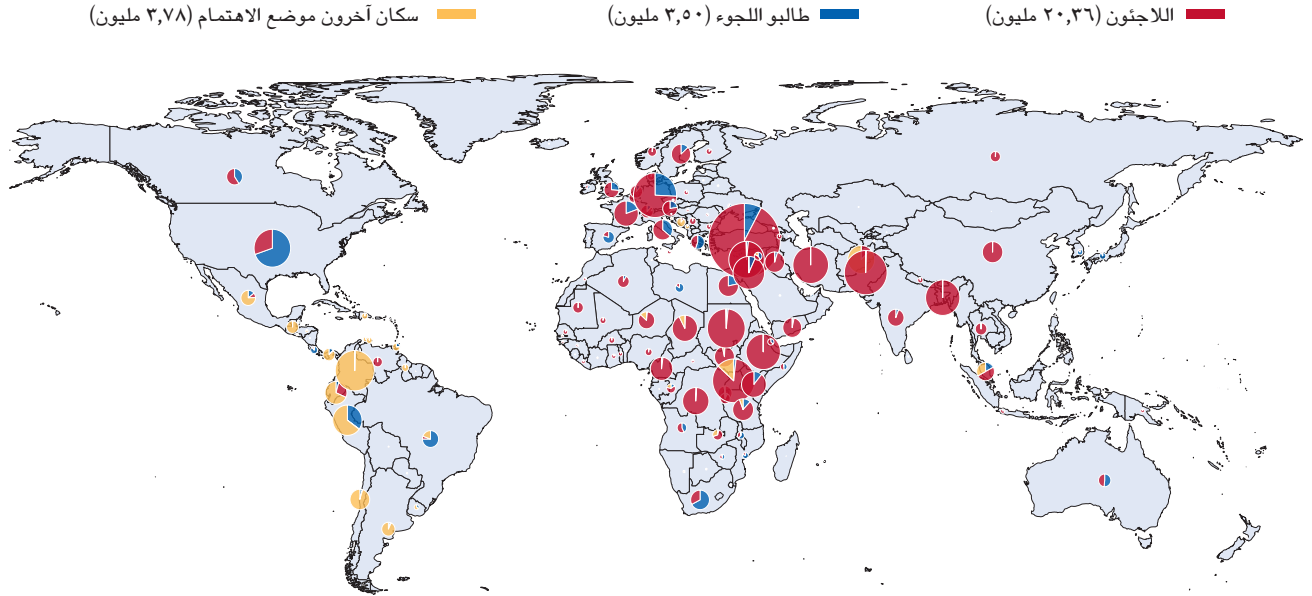 اللاجئون (٢٠,٣٦ مليون)
طالبو اللجوء (٣,٥٠ مليون)
سكان آخرون موضع الاهتمام (٣,٧٨ مليون)